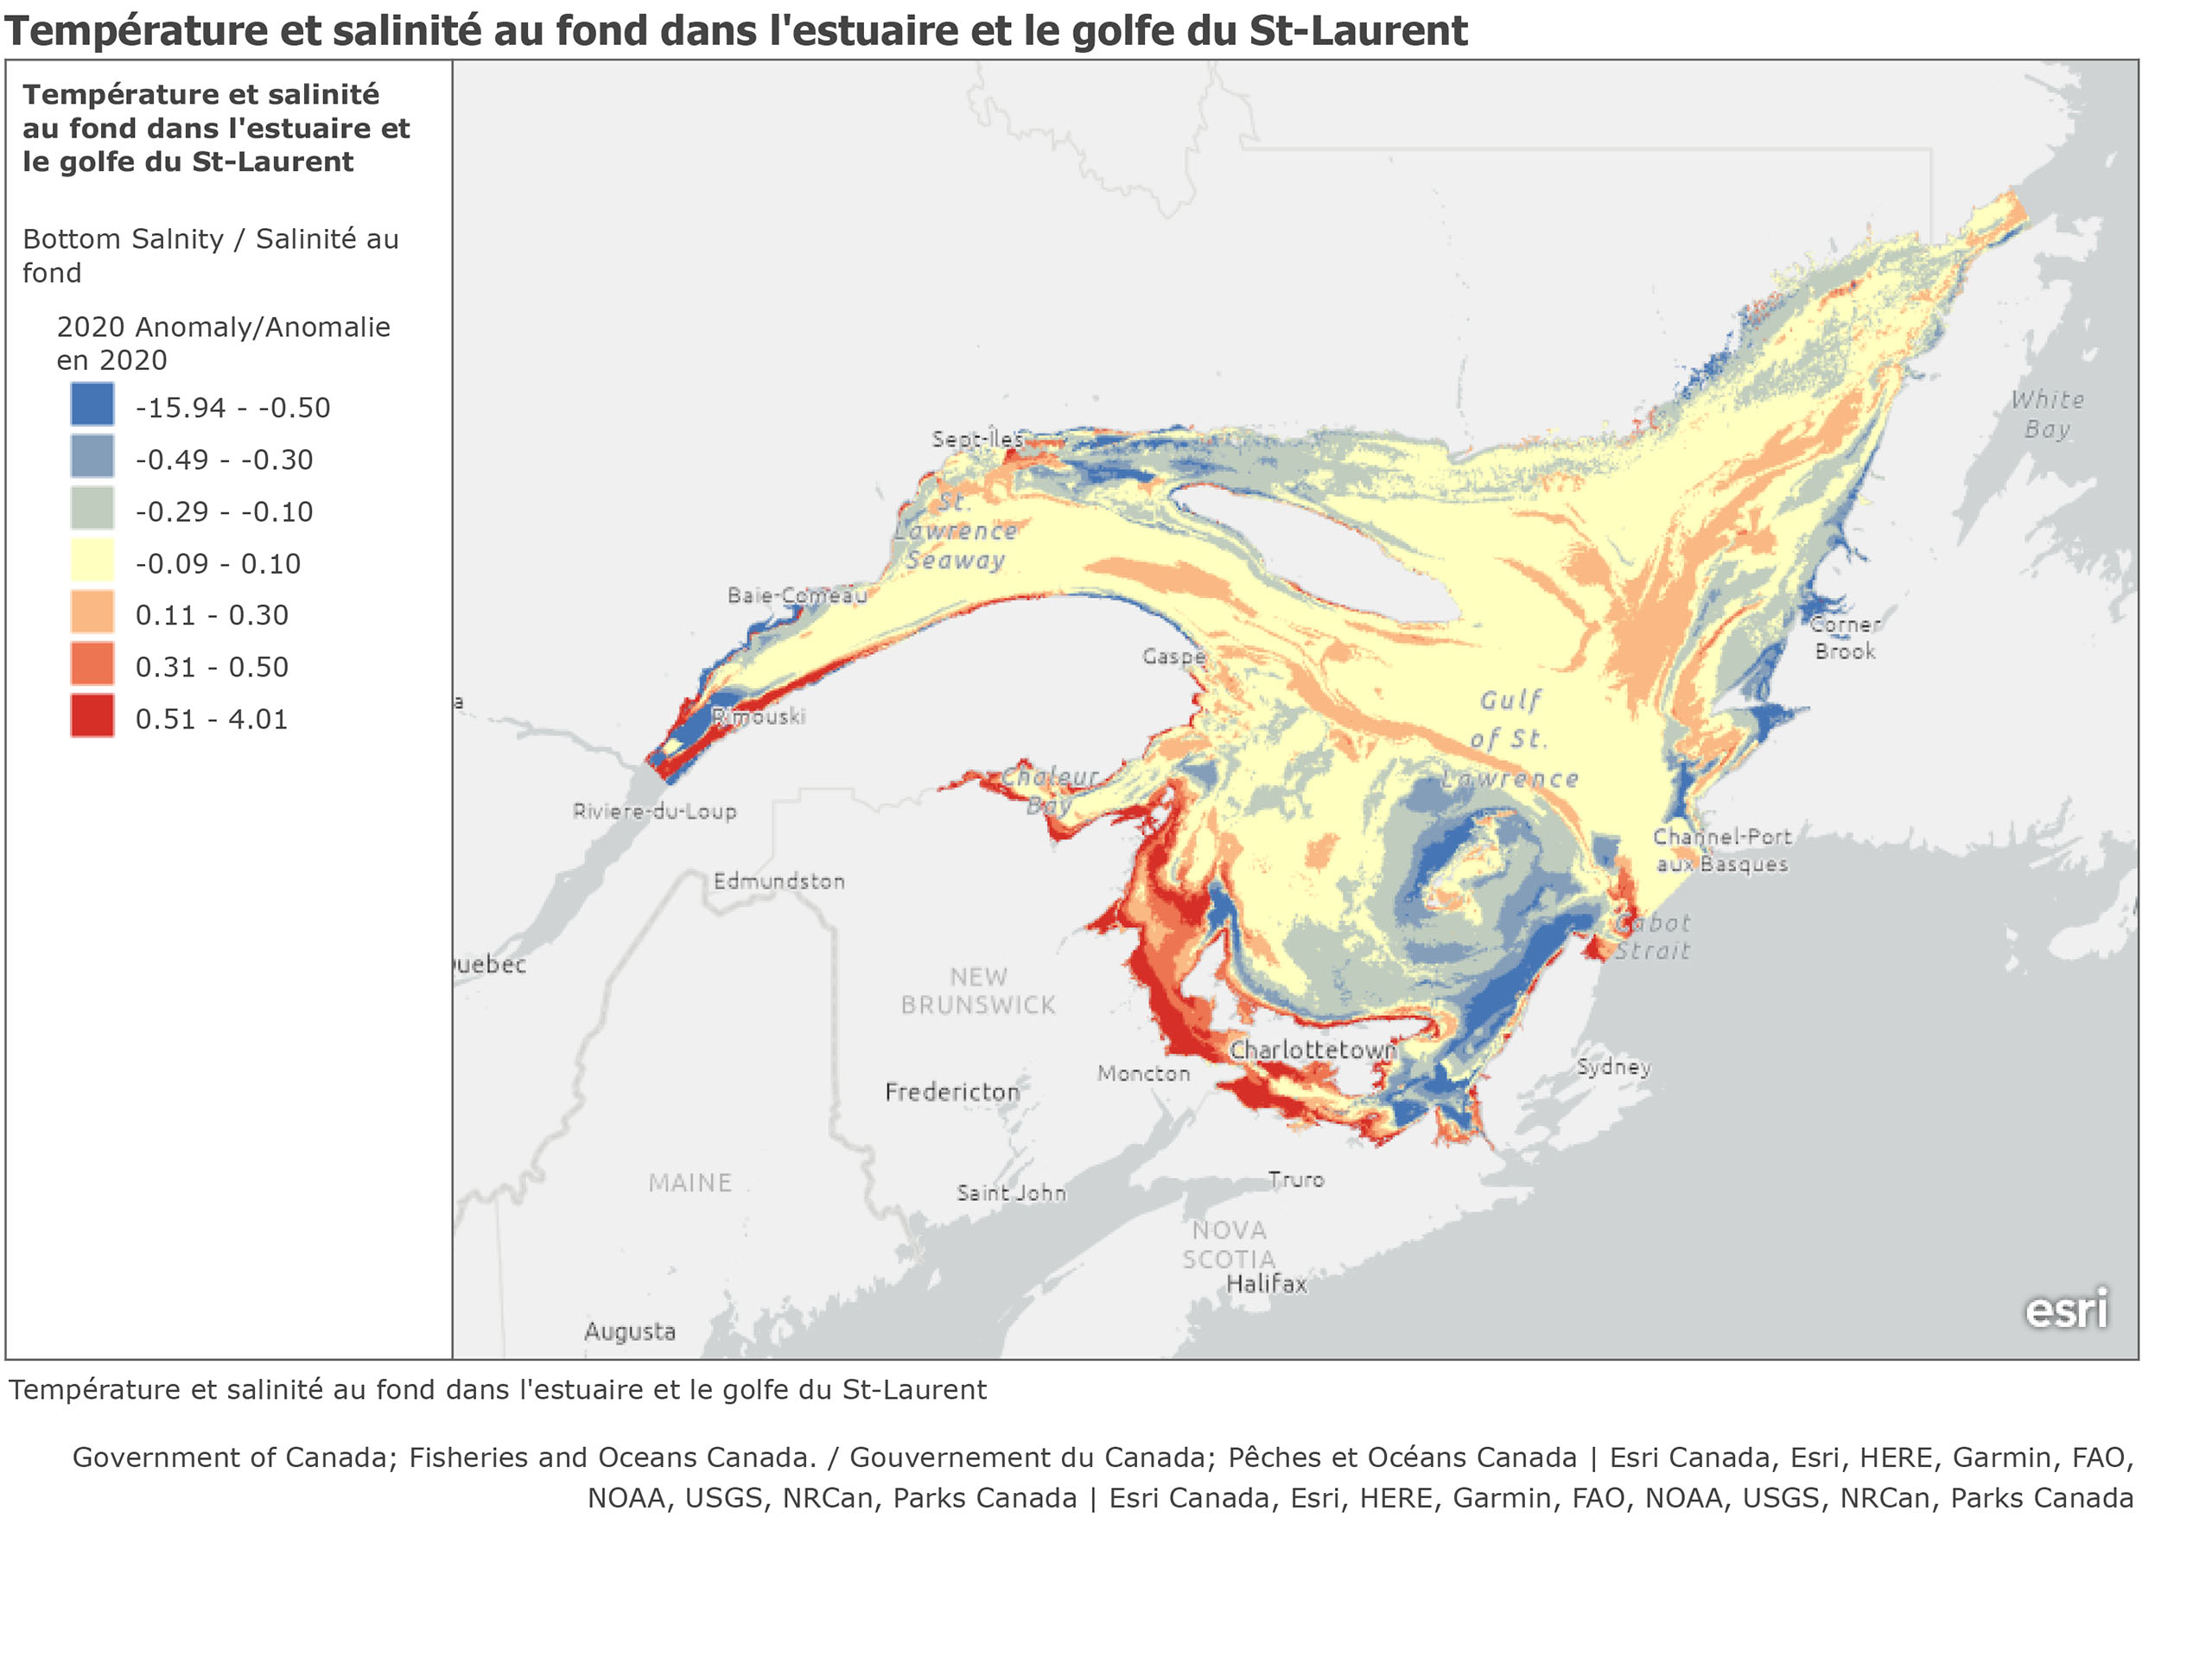 Température et salinité au fond dans l'estuaire et le golfe du St-Laurent
Température et salinité
au fond dans l'estuaire et
le golfe du St-Laurent
Bottom Salnity / Salinité au
fond
2020 Anomaly/Anomalie
en 2020
-15.94 - -0.50
-0.49 - -0.30
-0.29 - -0.10
-0.09 - 0.10
0.11 - 0.30
0.31 - 0.50
0.51 - 4.01
White
Bay
Sept-Îles
St.
Lawrence
Seaway
Baie-Comeau
Corner
Brook
Gaspe
Gulf
of St.
Lawrence
a
Rimouski
Chaleur
Bay
Riviere-du-Loup
Channel-Port
aux Basques
Edmundston
Cabot
Strait
uebec
NEW
BRUNSWICK
Charlottetown
Moncton
Sydney
Fredericton
MAINE
Truro
Saint John
NOVA
SCOTIA
Halifax
esri
Augusta
Température et salinité au fond dans l'estuaire et le golfe du St-Laurent
Government of Canada; Fisheries and Oceans Canada. / Gouvernement du Canada; Pêches et Océans Canada | Esri Canada, Esri, HERE, Garmin, FAO,
NOAA, USGS, NRCan, Parks Canada | Esri Canada, Esri, HERE, Garmin, FAO, NOAA, USGS, NRCan, Parks Canada